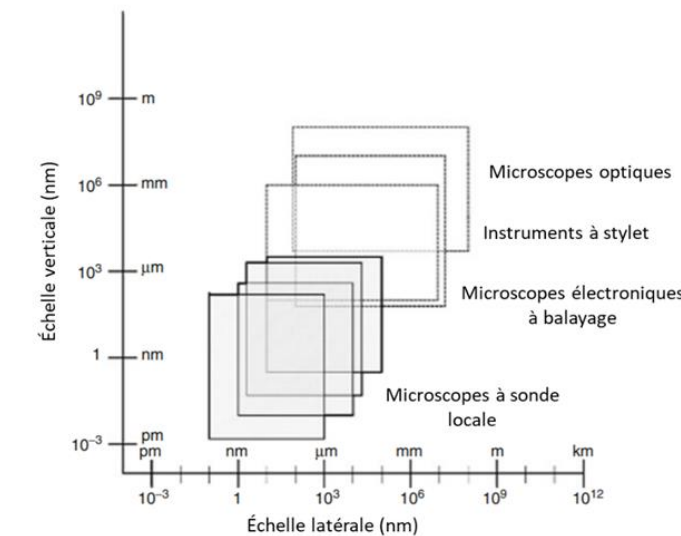 Échelle verticale (nm)
10⁹
m
10⁶
mm
10³
μm
1
nm
10⁻³
pm
Microscopes optiques
Instruments à stylet
Microscopes électroniques
à balayage
Microscopes à sonde
locale
pm
nm
μm
mm
m
km
10⁻³
1
10³
10⁶
10⁹
10¹²
Échelle latérale (nm)